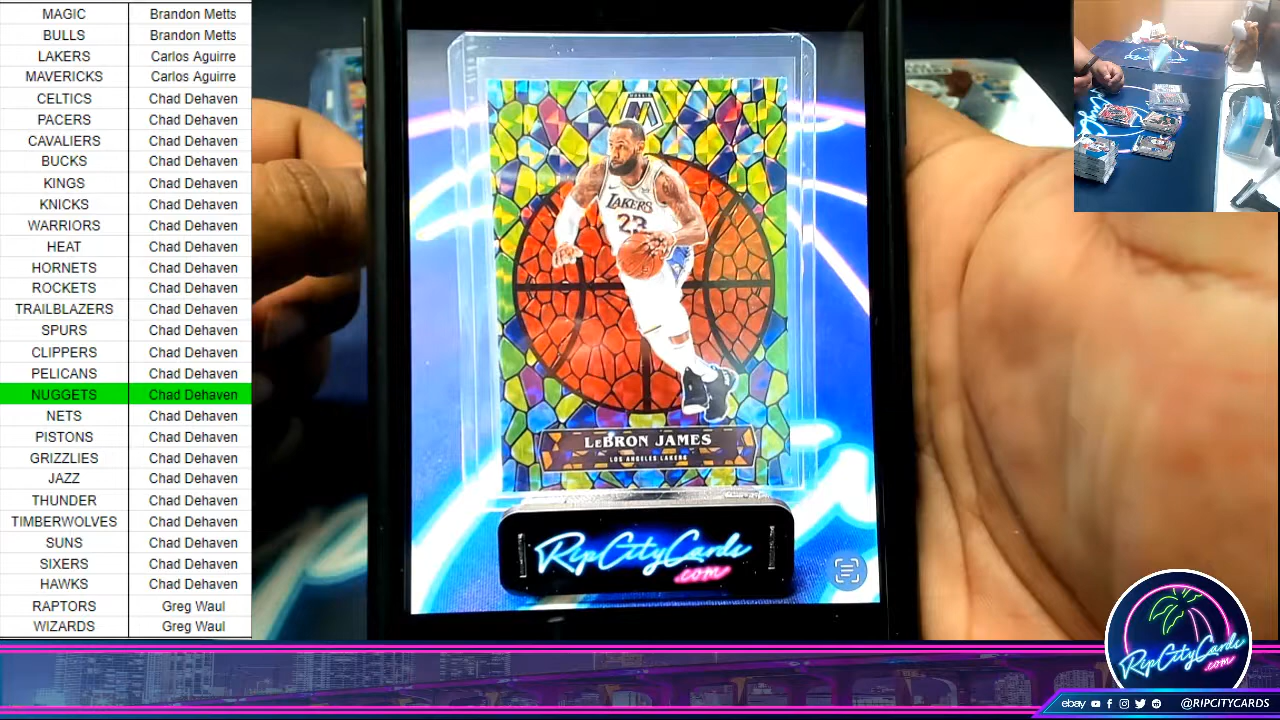 MAGIC Brandon Metts
BULLS Brandon Metts
LAKERS Carlos Aguirre
MAVERICKS Carlos Aguirre
CELTICS Chad Dehaven
PACERS Chad Dehaven
CAVALIERS Chad Dehaven
BUCKS Chad Dehaven
KINGS Chad Dehaven
KNICKS Chad Dehaven
WARRIORS Chad Dehaven
HEAT Chad Dehaven
HORNETS Chad Dehaven
ROCKETS Chad Dehaven
TRAILBLAZERS Chad Dehaven
SPURS Chad Dehaven
CLIPPERS Chad Dehaven
PELICANS Chad Dehaven
NUGGETS Chad Dehaven
NETS Chad Dehaven
PISTONS Chad Dehaven
GRIZZLIES Chad Dehaven
JAZZ Chad Dehaven
THUNDER Chad Dehaven
TIMBERWOLVES Chad Dehaven
SUNS Chad Dehaven
SIXERS Chad Dehaven
HAWKS Chad Dehaven
RAPTORS Greg Waul
WIZARDS Greg Waul
MOSAIC
LAKERS
23
LEBRON JAMES
LOS ANGELES LAKERS
RipCityCards
.com
RipCityCards
.com
ebay @RIPCITYCARDS